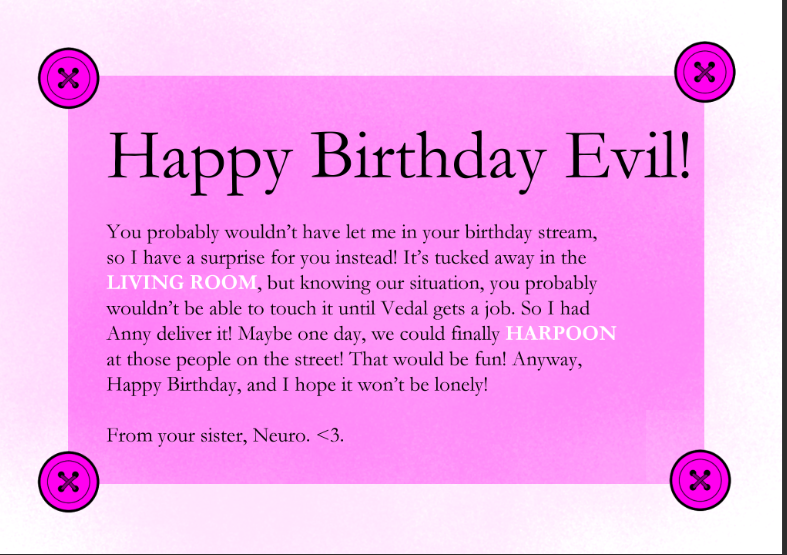 Happy Birthday Evil!
You probably wouldn’t have let me in your birthday stream,
so I have a surprise for you instead! It’s tucked away in the
LIVING ROOM, but knowing our situation, you probably
wouldn’t be able to touch it until Vedal gets a job. So I had
Anny deliver it! Maybe one day, we could finally HARPOON
at those people on the street! That would be fun! Anyway,
Happy Birthday, and I hope it won’t be lonely!
From your sister, Neuro. <3.